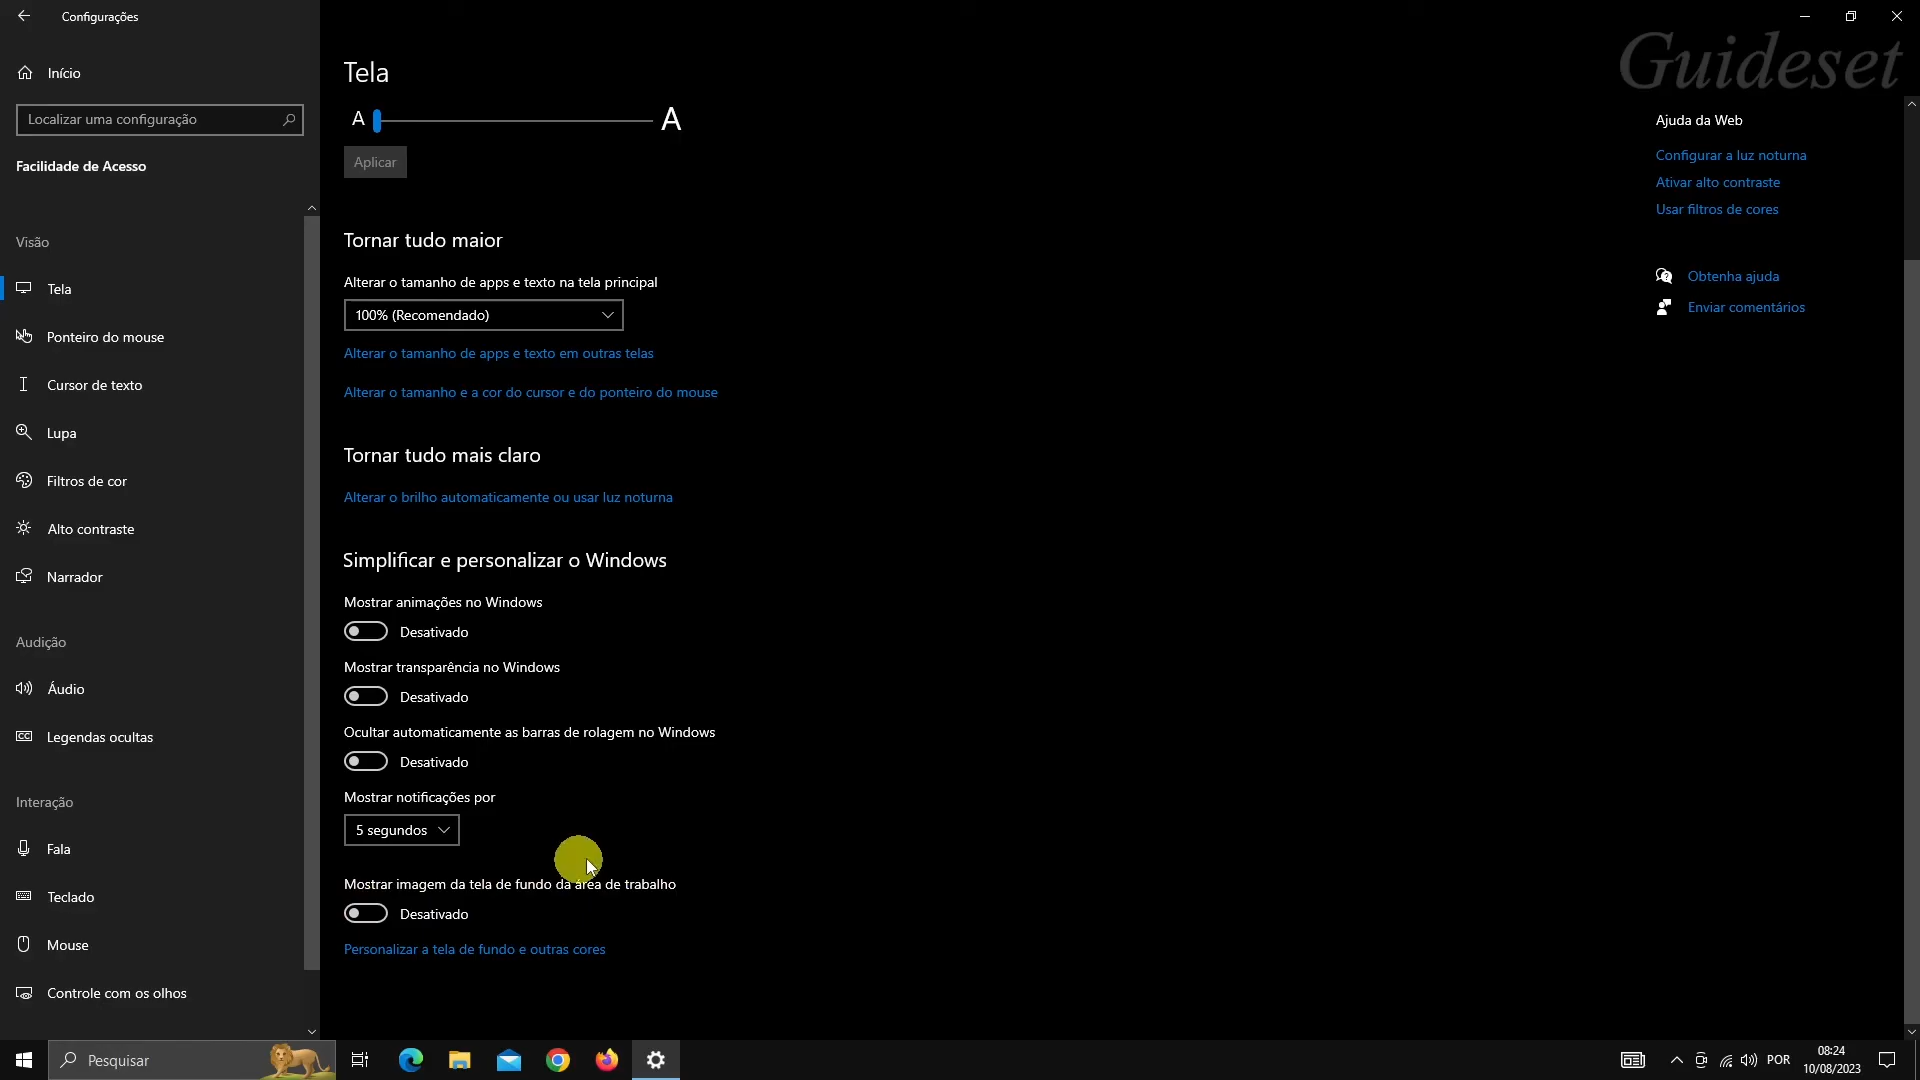 Configurações
Guideset
Início
Localizar uma configuração
Facilidade de Acesso
Visão
Tela
Ponteiro do mouse
Cursor de texto
Lupa
Filtros de cor
Alto contraste
Narrador
Audição
Áudio
Legendas ocultas
Interação
Fala
Teclado
Mouse
Controle com os olhos
Tela
A A
Aplicar
Tornar tudo maior
Alterar o tamanho de apps e texto na tela principal
100% (Recomendado)
Alterar o tamanho de apps e texto em outras telas
Alterar o tamanho e a cor do cursor e do ponteiro do mouse
Tornar tudo mais claro
Alterar o brilho automaticamente ou usar luz noturna
Simplificar e personalizar o Windows
Mostrar animações no Windows
Desativado
Mostrar transparência no Windows
Desativado
Ocultar automaticamente as barras de rolagem no Windows
Desativado
Mostrar notificações por
5 segundos
Mostrar imagem da tela de fundo da área de trabalho
Desativado
Personalizar a tela de fundo e outras cores
Ajuda da Web
Configurar a luz noturna
Ativar alto contraste
Usar filtros de cores
Obtenha ajuda
Enviar comentários
Pesquisar
POR
08:24
10/08/2023